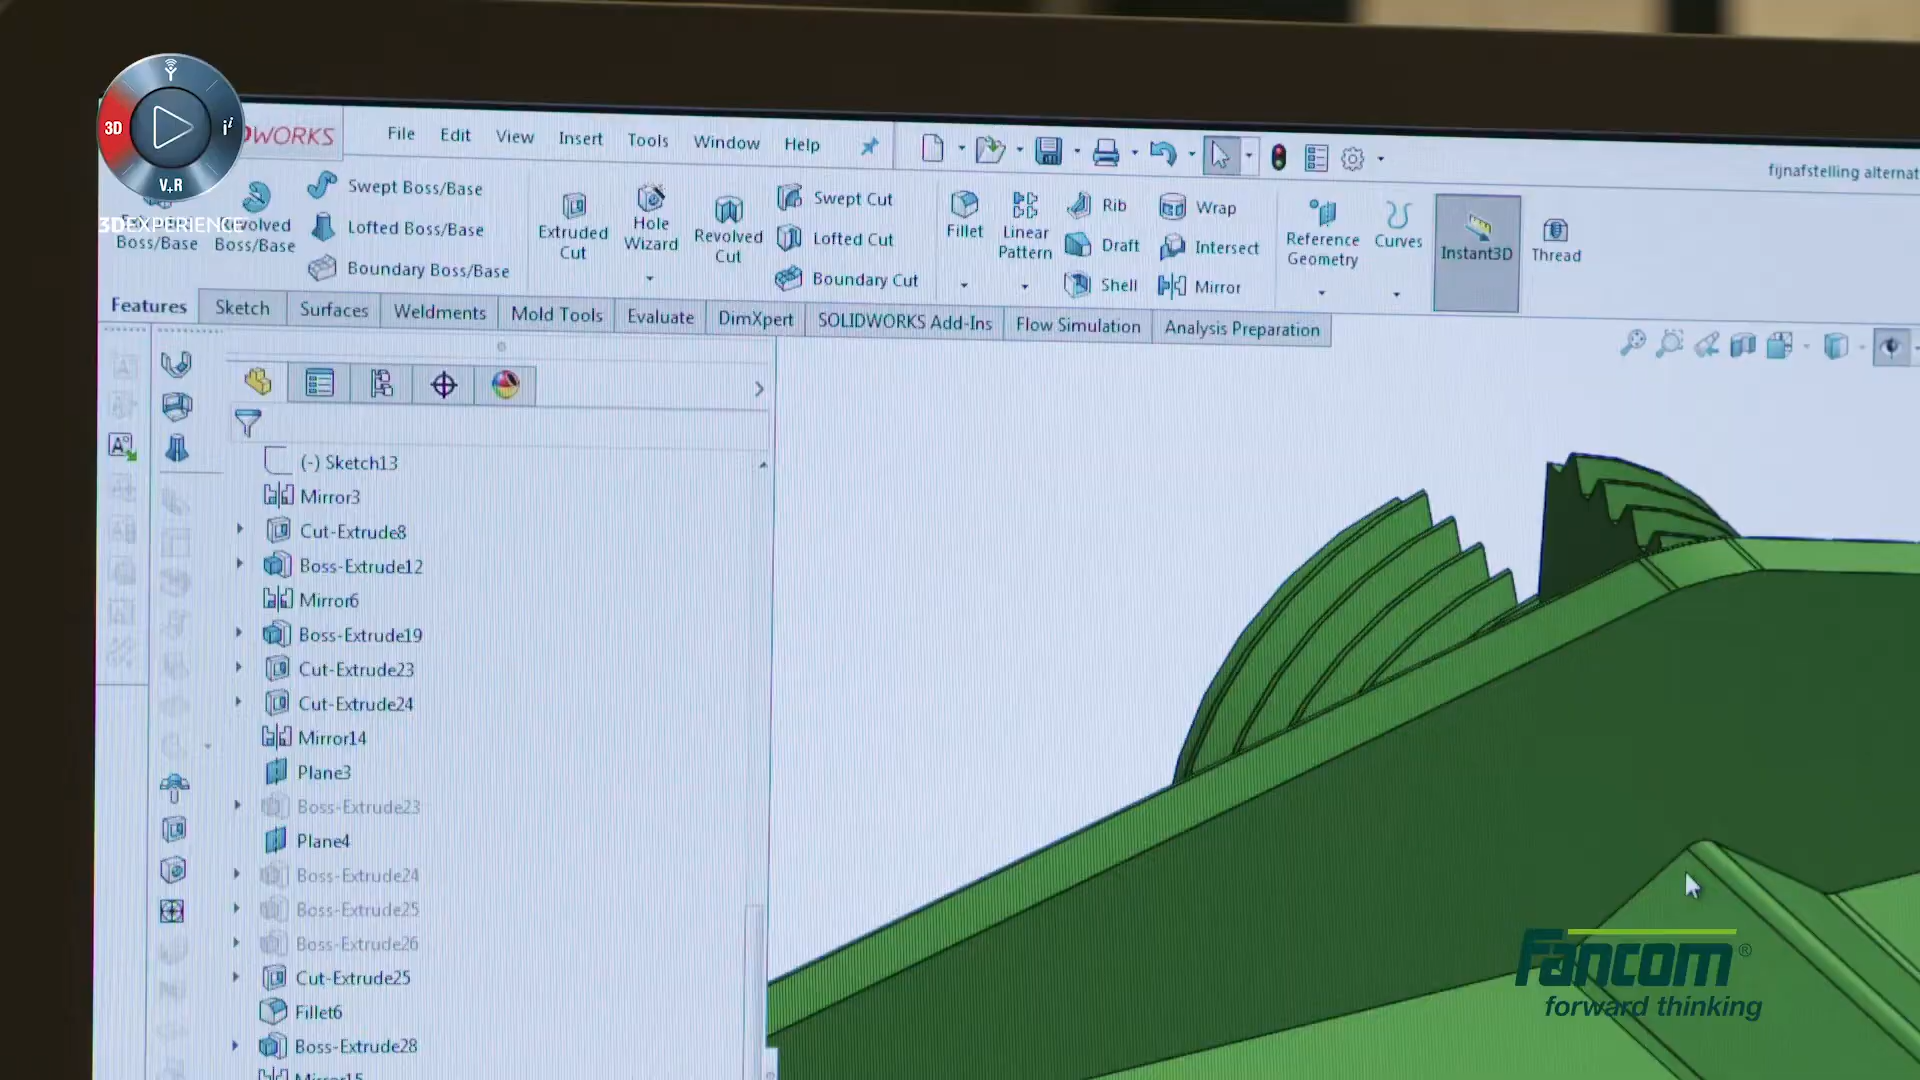 3D
i
V+R
3DEXPERIENCE
WORKS
File Edit View Insert Tools Window Help
fijnafstelling alternat
Boss/Base
Revolved Boss/Base
Swept Boss/Base
Lofted Boss/Base
Boundary Boss/Base
Extruded Cut
Hole Wizard
Revolved Cut
Swept Cut
Lofted Cut
Boundary Cut
Fillet
Linear Pattern
Rib
Draft
Shell
Wrap
Intersect
Mirror
Reference Geometry
Curves
Instant3D
Thread
Features Sketch Surfaces Weldments Mold Tools Evaluate DimXpert SOLIDWORKS Add-Ins Flow Simulation Analysis Preparation
(-) Sketch13
Mirror3
Cut-Extrude8
Boss-Extrude12
Mirror6
Boss-Extrude19
Cut-Extrude23
Cut-Extrude24
Mirror14
Plane3
Boss-Extrude23
Plane4
Boss-Extrude24
Boss-Extrude25
Boss-Extrude26
Cut-Extrude25
Fillet6
Boss-Extrude28
Mirror15
Fancom®
forward thinking